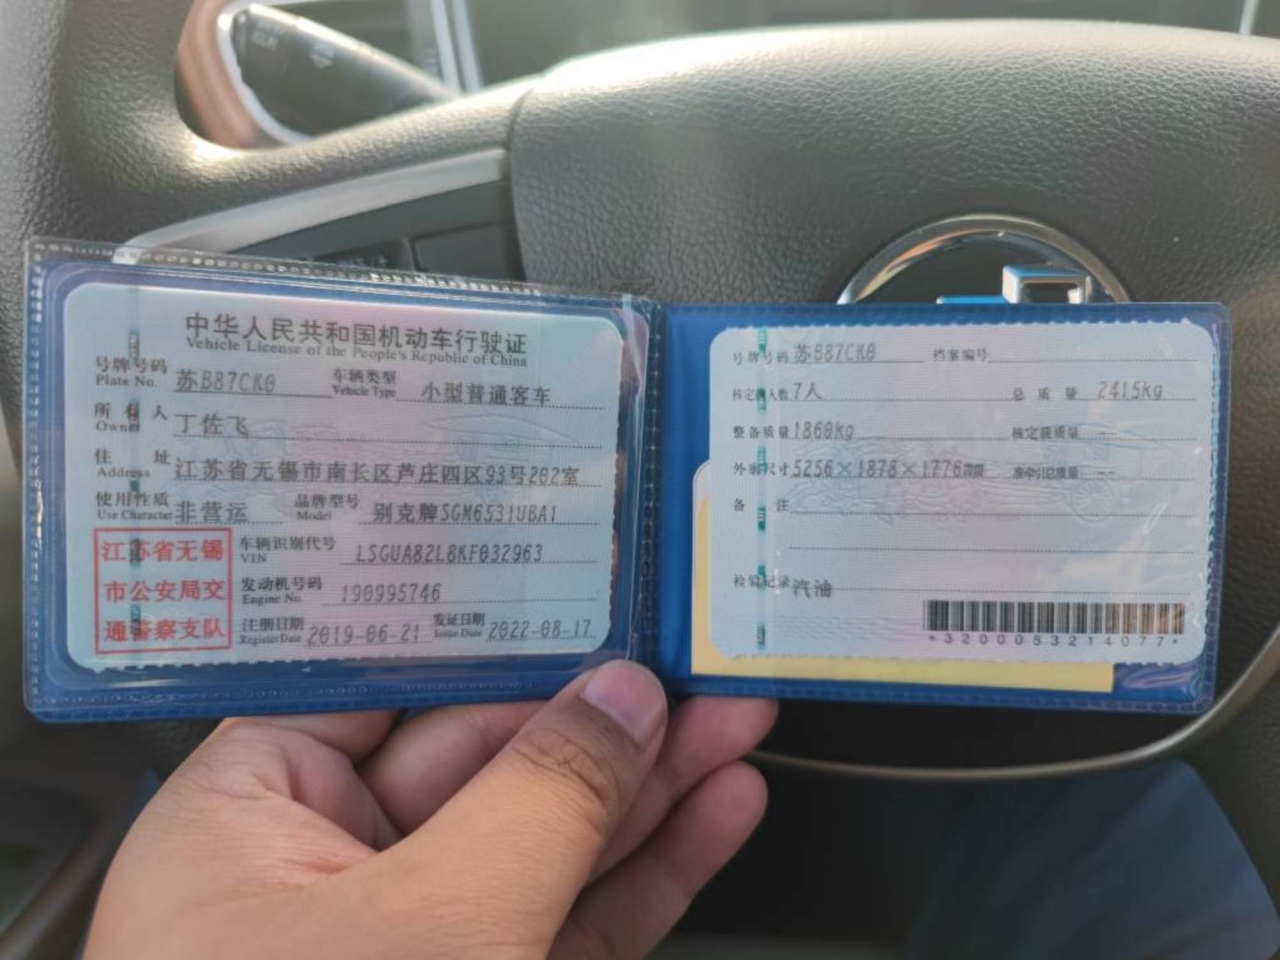 中华人民共和国机动车行驶证
Vehicle License of the People's Republic of China
号牌号码 Plate No. 苏B87CK0 车辆类型 Vehicle Type 小型普通客车
所有人 Owner 丁佐飞
住址 Address 江苏省无锡市南长区芦庄四区93号202室
使用性质 Use Character 非营运 品牌型号 Model 别克牌SGM6531UBA1
江苏省无锡
市公安局交
通警察支队
车辆识别代号 VIN LSGUA82L8KF032963
发动机号码 Engine No. 190995746
注册日期 Register Date 2019-06-21 发证日期 Issue Date 2022-08-17
号牌号码 苏B87CK0 档案编号
核定载人数 7人 总质量 2415kg
整备质量 1860kg 核定载质量 --
外廓尺寸 5256×1878×1776mm 准牵引总质量 --
备注
检验记录 汽油
*3200053214077*